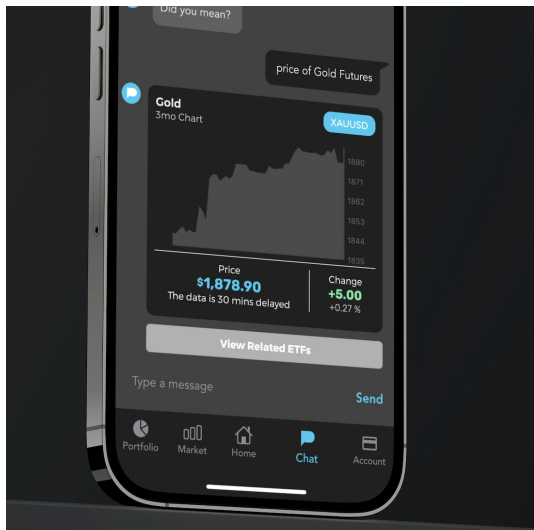 Did you mean?
price of Gold Futures
Gold
3mo Chart
XAUUSD
1880
1871
1862
1853
1844
1835
Price
$1,878.90
The data is 30 mins delayed
Change
+5.00
+0.27 %
View Related ETFs
Type a message
Send
Portfolio
Market
Home
Chat
Account